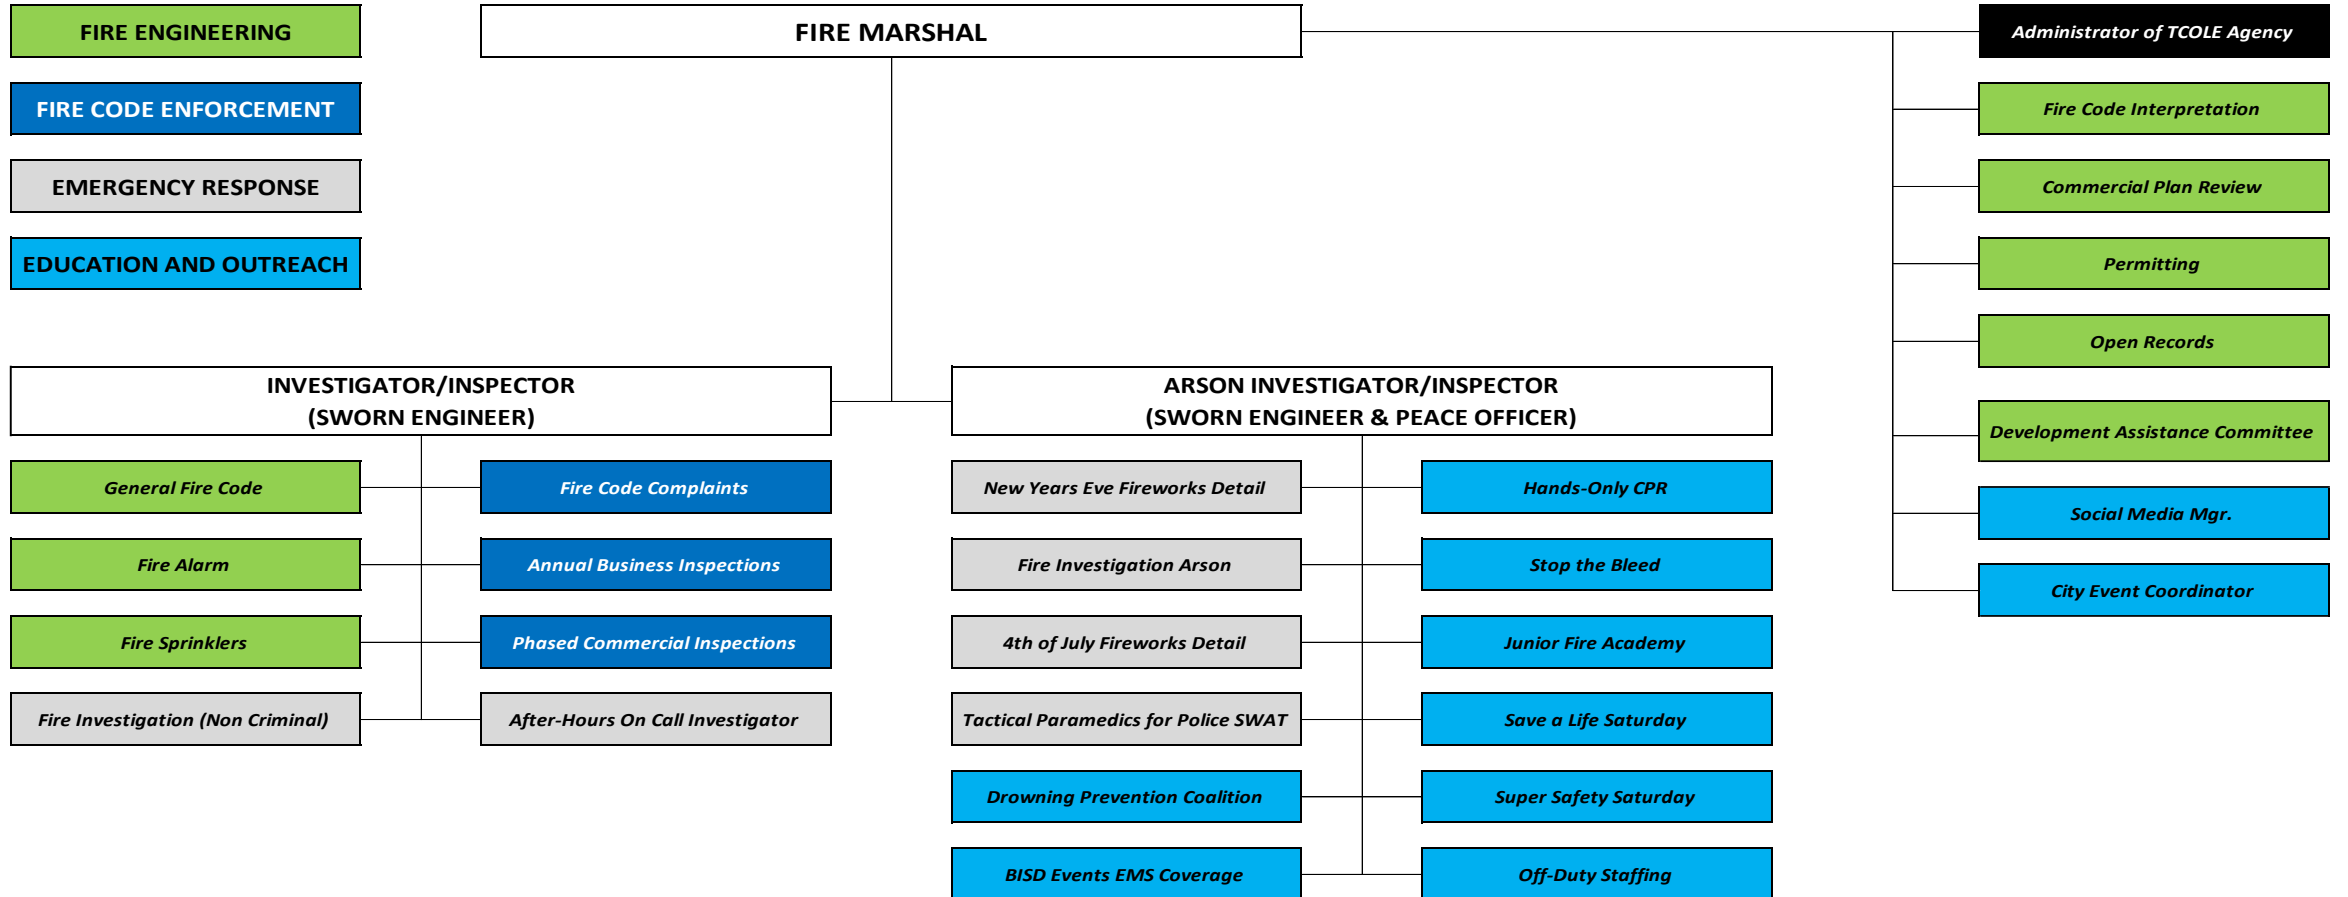 FIRE ENGINEERING
FIRE CODE ENFORCEMENT
EMERGENCY RESPONSE
EDUCATION AND OUTREACH
FIRE MARSHAL
Administrator of TCOLE Agency
Fire Code Interpretation
Commercial Plan Review
Permitting
Open Records
Development Assistance Committee
Social Media Mgr.
City Event Coordinator
INVESTIGATOR/INSPECTOR
(SWORN ENGINEER)
General Fire Code
Fire Code Complaints
Fire Alarm
Annual Business Inspections
Fire Sprinklers
Phased Commercial Inspections
Fire Investigation (Non Criminal)
After-Hours On Call Investigator
ARSON INVESTIGATOR/INSPECTOR
(SWORN ENGINEER & PEACE OFFICER)
New Years Eve Fireworks Detail
Hands-Only CPR
Fire Investigation Arson
Stop the Bleed
4th of July Fireworks Detail
Junior Fire Academy
Tactical Paramedics for Police SWAT
Save a Life Saturday
Drowning Prevention Coalition
Super Safety Saturday
BISD Events EMS Coverage
Off-Duty Staffing